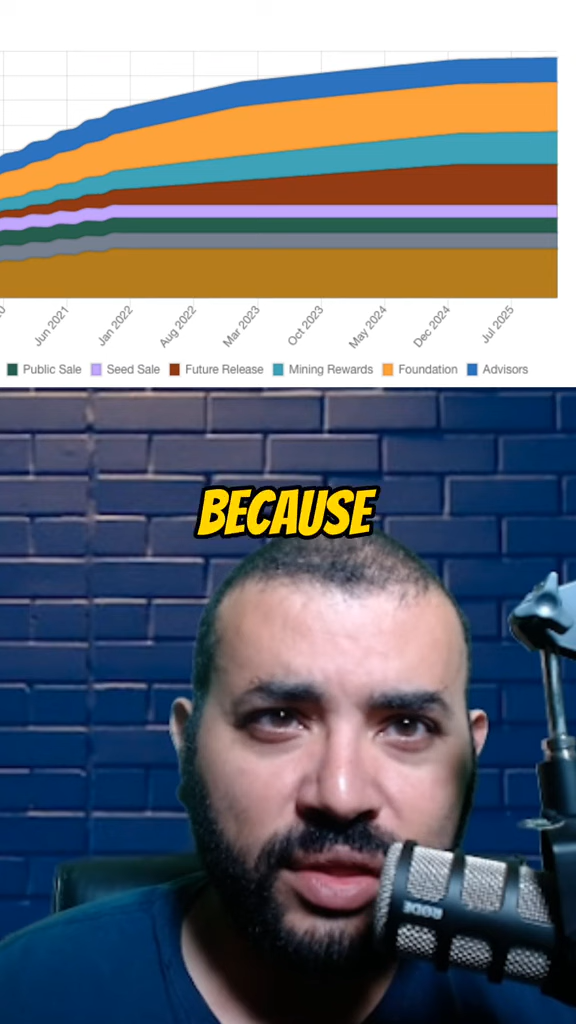 Jun 2021
Jan 2022
Aug 2022
Mar 2023
Oct 2023
May 2024
Dec 2024
Jul 2025
Public Sale Seed Sale Future Release Mining Rewards Foundation Advisors
BECAUSE
RODE